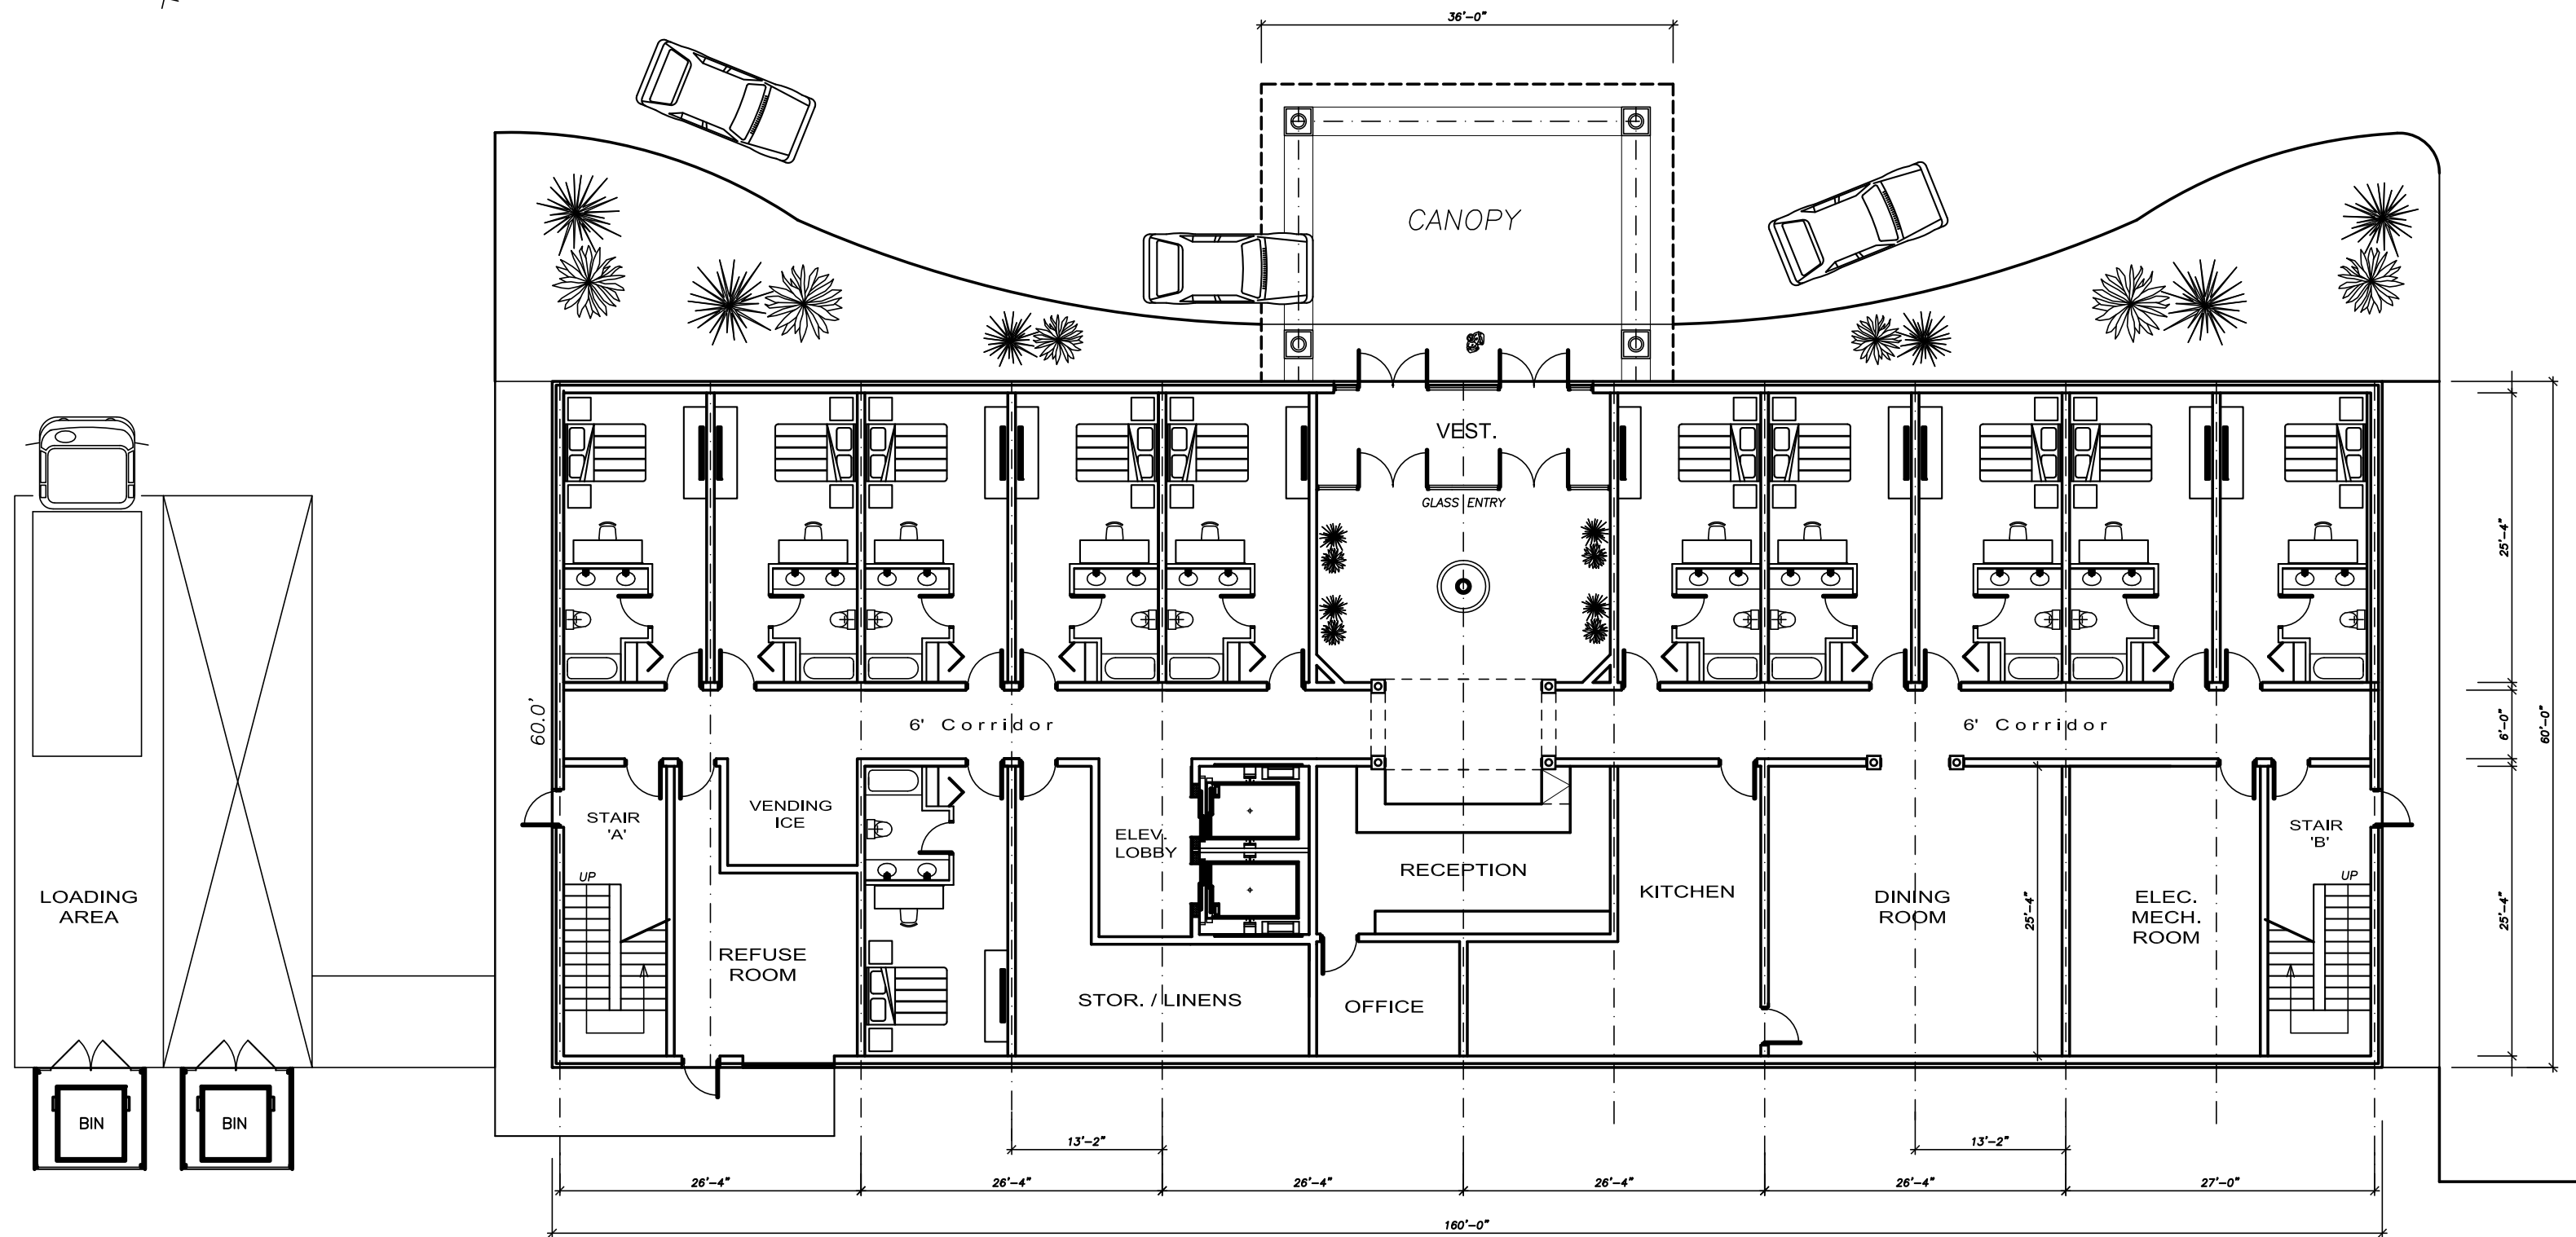 36'-0"
CANOPY
VEST.
GLASS ENTRY
25'-4"
60.0'
6' Corridor
6' Corridor
6'-0"
60'-0"
STAIR
'A'
VENDING
ICE
ELEV.
LOBBY
STAIR
'B'
UP
RECEPTION
KITCHEN
UP
LOADING
AREA
DINING
ROOM
25'-4"
ELEC.
MECH.
ROOM
25'-4"
REFUSE
ROOM
STOR. / LINENS
OFFICE
BIN
BIN
13'-2"
13'-2"
26'-4"
26'-4"
26'-4"
26'-4"
26'-4"
27'-0"
160'-0"